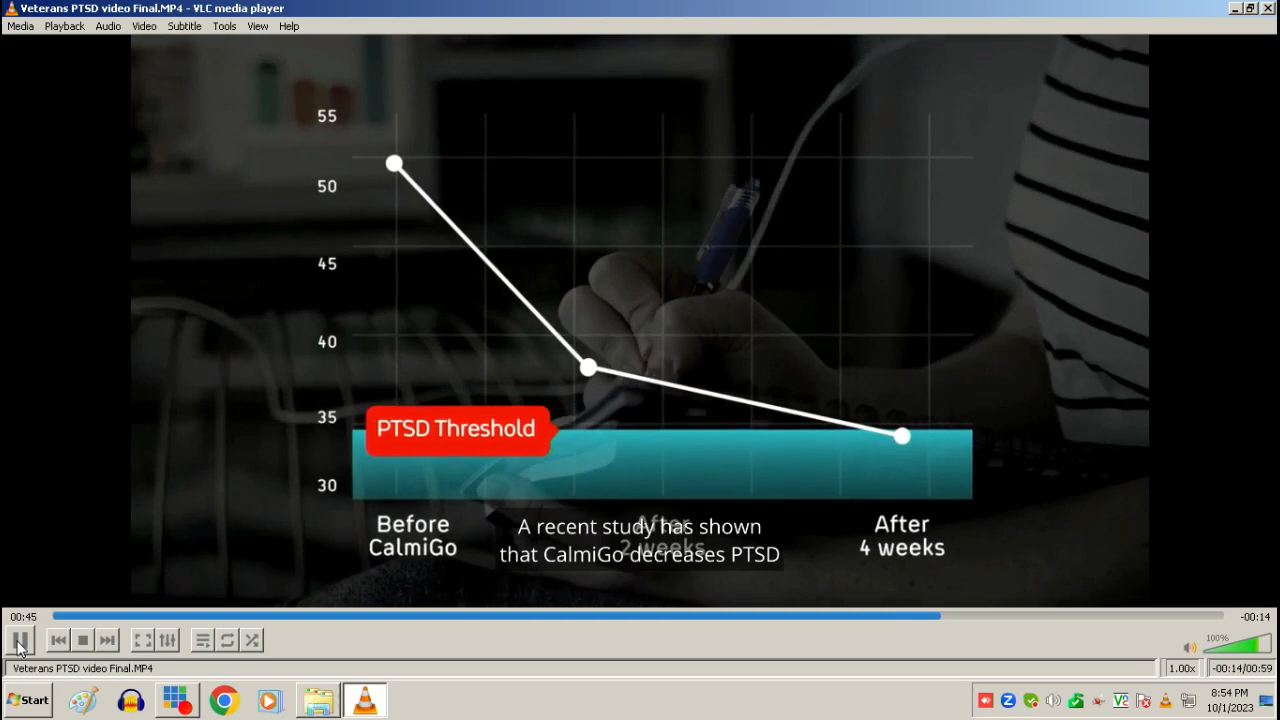 Veterans PTSD video Final.MP4 - VLC media player
Media Playback Audio Video Subtitle Tools View Help
55
50
45
40
35
30
PTSD Threshold
Before
CalmiGo
After
2 weeks
After
4 weeks
A recent study has shown
that CalmiGo decreases PTSD
00:45
-00:14
100%
Veterans PTSD video Final.MP4
1.00x
-00:14/00:59
Start
8:54 PM
10/1/2023